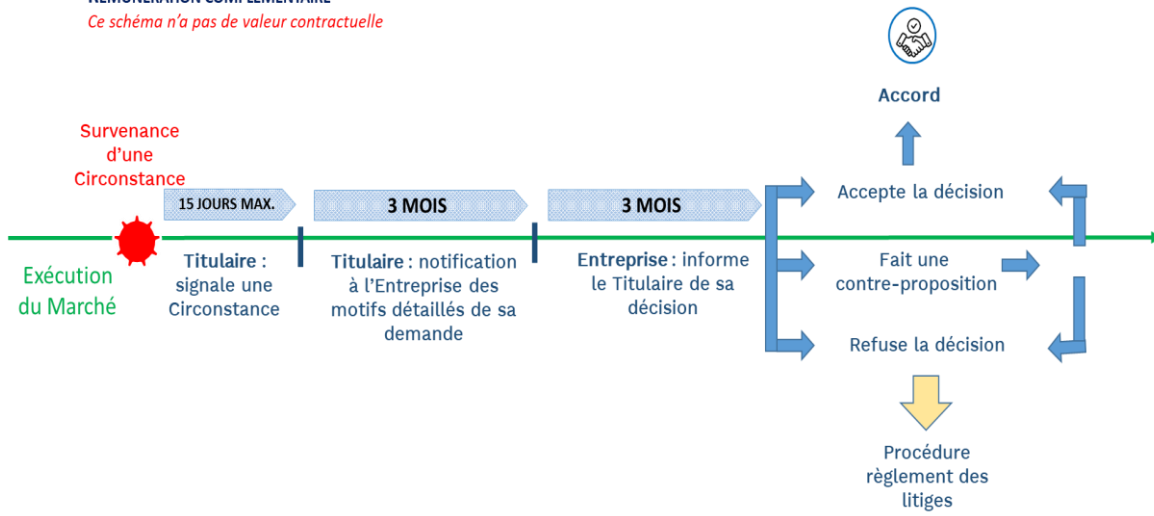 RÉMUNÉRATION COMPLÉMENTAIRE
Ce schéma n'a pas de valeur contractuelle
Accord
Survenance
d'une
Circonstance
15 JOURS MAX.
3 MOIS
3 MOIS
Accepte la décision
Exécution
du Marché
Titulaire :
signale une
Circonstance
Titulaire : notification
à l'Entreprise des
motifs détaillés de sa
demande
Entreprise : informe
le Titulaire de sa
décision
Fait une
contre-proposition
Refuse la décision
Procédure
règlement des
litiges